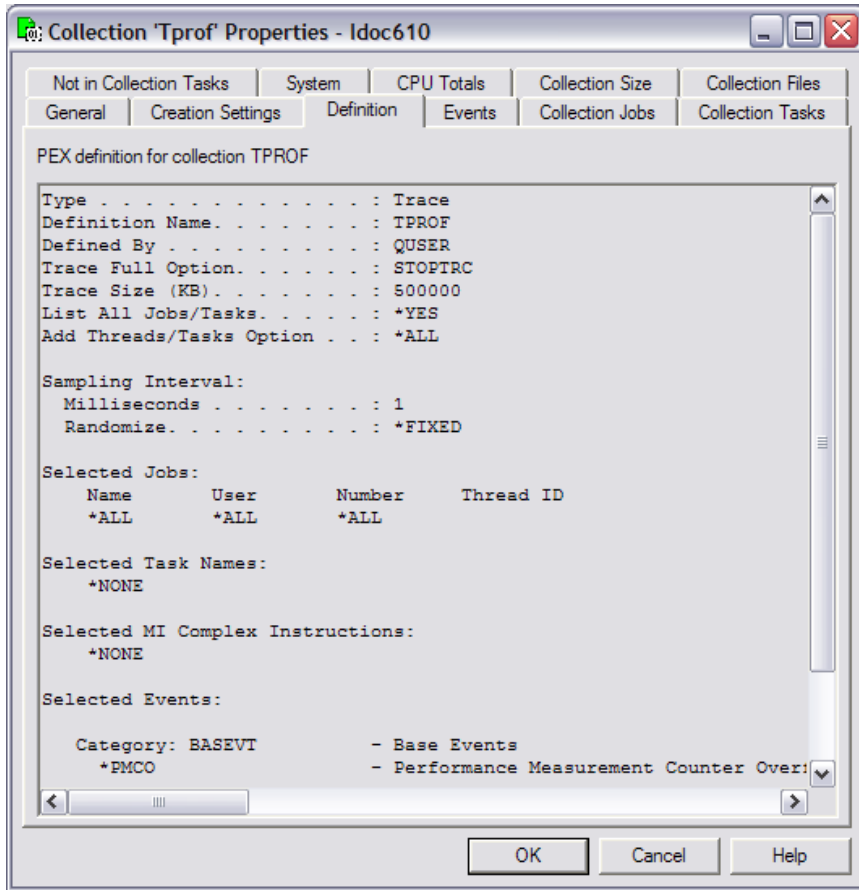 Collection 'Tprof' Properties - Idoc610
Not in Collection Tasks System CPU Totals Collection Size Collection Files
General Creation Settings Definition Events Collection Jobs Collection Tasks
PEX definition for collection TPROF
Type . . . . . . . . . . . . : Trace
Definition Name. . . . . . . : TPROF
Defined By . . . . . . . . . : QUSER
Trace Full Option. . . . . . : STOPTRC
Trace Size (KB). . . . . . . : 500000
List All Jobs/Tasks. . . . . : *YES
Add Threads/Tasks Option . . : *ALL
Sampling Interval:
Milliseconds . . . . . . . : 1
Randomize. . . . . . . . . : *FIXED
Selected Jobs:
Name User Number Thread ID
*ALL *ALL *ALL
Selected Task Names:
*NONE
Selected MI Complex Instructions:
*NONE
Selected Events:
Category: BASEVT - Base Events
*PMCO - Performance Measurement Counter
OK Cancel Help